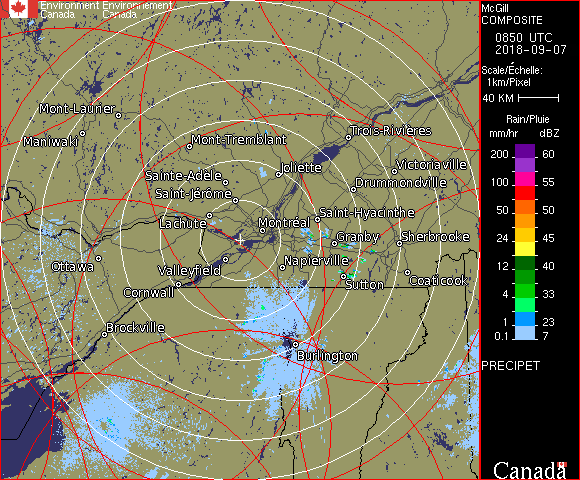 Environment Environnement
Canada Canada
McGill
COMPOSITE
0850 UTC
2018-09-07
Scale/Échelle:
1km/Pixel
40 KM
Rain/Pluie
mm/hr dBZ
200 60
100 55
50 50
24 45
12 40
4 33
1 23
0.1 7
PRECIPET
Canada
Mont-Laurier
Maniwaki
Mont-Tremblant
Trois-Rivières
Joliette
Victoriaville
Sainte-Adèle
Drummondville
Saint-Jérôme
Saint-Hyacinthe
Lachute
Montréal
Granby
Sherbrooke
Ottawa
Valleyfield
Napierville
Cornwall
Sutton
Coaticook
Brockville
Burlington